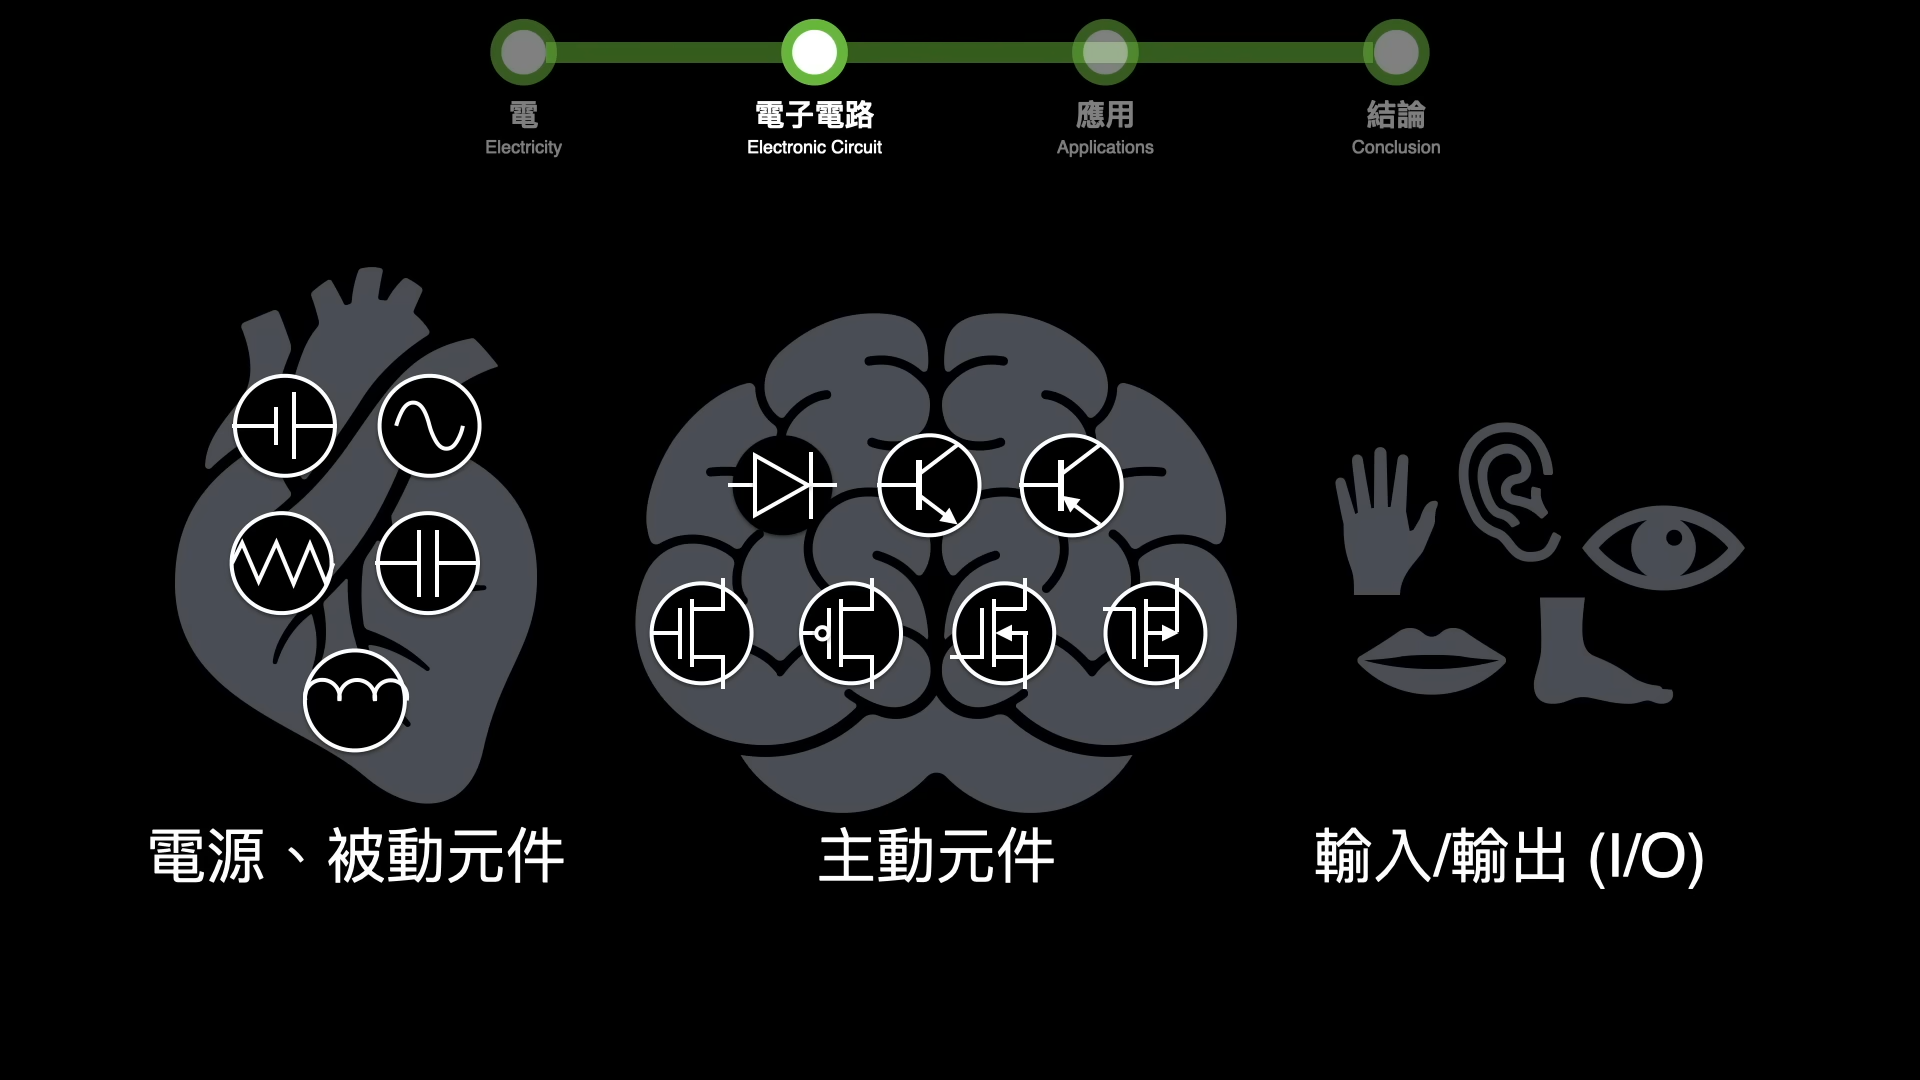 電
Electricity
電子電路
Electronic Circuit
應用
Applications
結論
Conclusion
電源、被動元件
主動元件
輸入/輸出 (I/O)